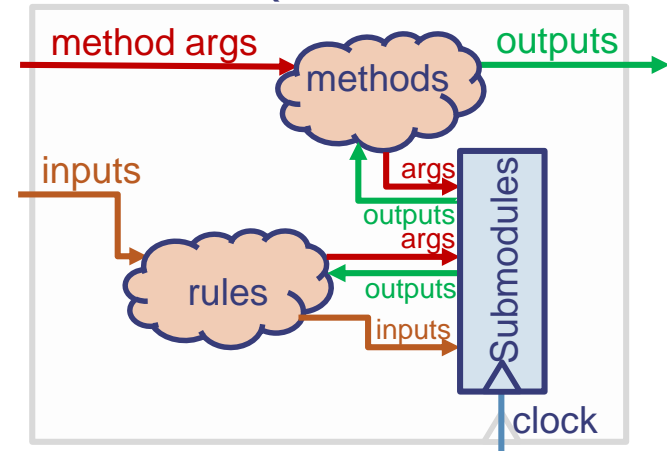 method args
outputs
methods
inputs
args
outputs
args
outputs
rules
inputs
Submodules
clock